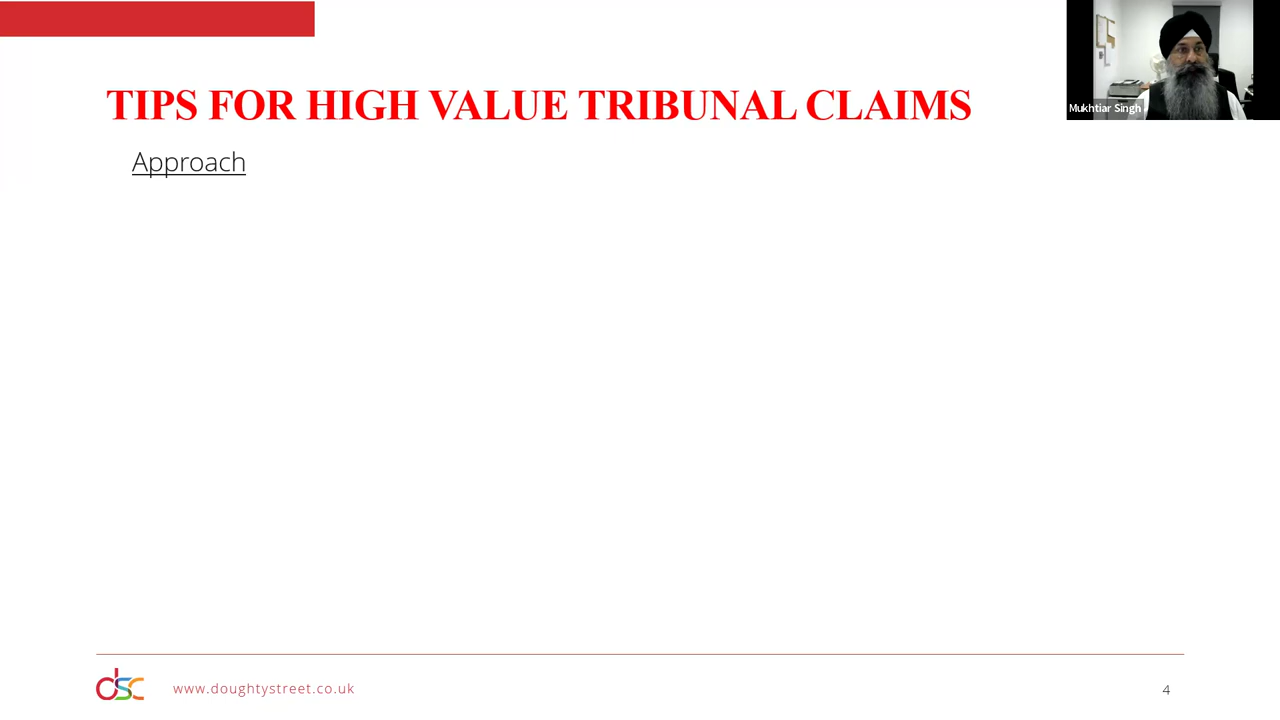 TIPS FOR HIGH VALUE TRIBUNAL CLAIMS
Mukhtiar Singh
Approach
dsc
www.doughtystreet.co.uk
4